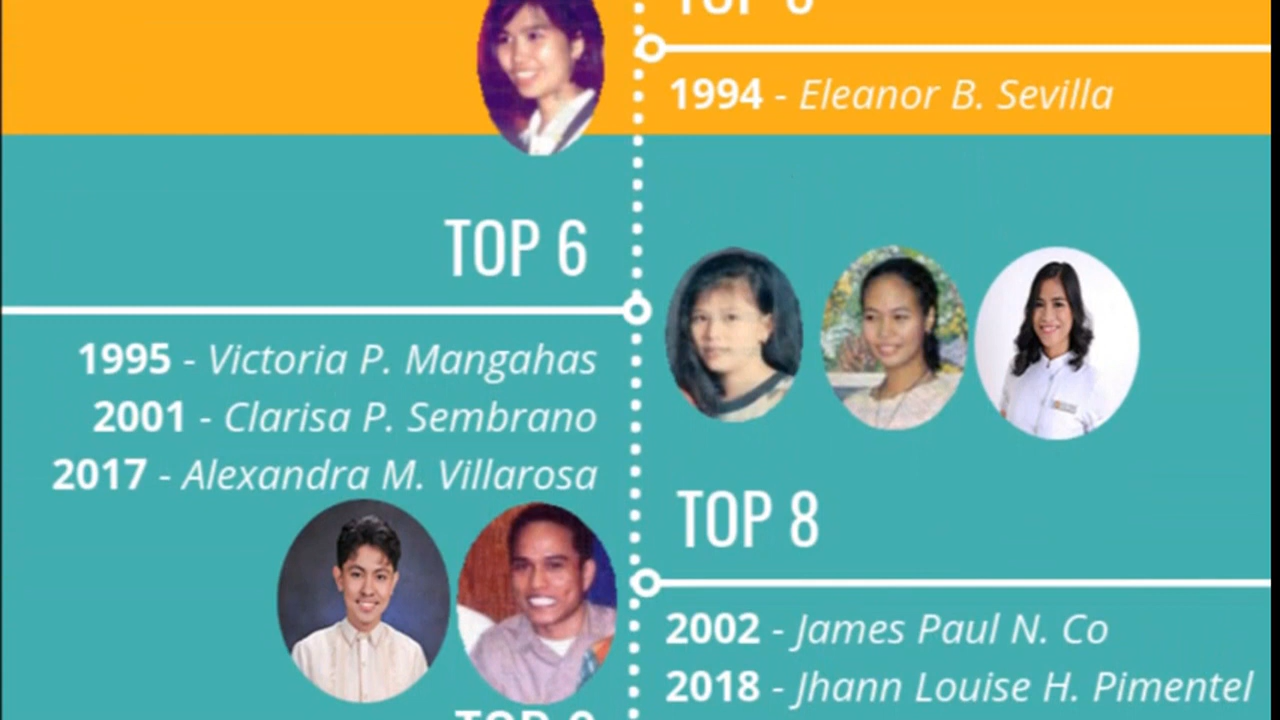 1994 - Eleanor B. Sevilla
TOP 6
1995 - Victoria P. Mangahas
2001 - Clarisa P. Sembrano
2017 - Alexandra M. Villarosa
TOP 8
2002 - James Paul N. Co
2018 - Jhann Louise H. Pimentel